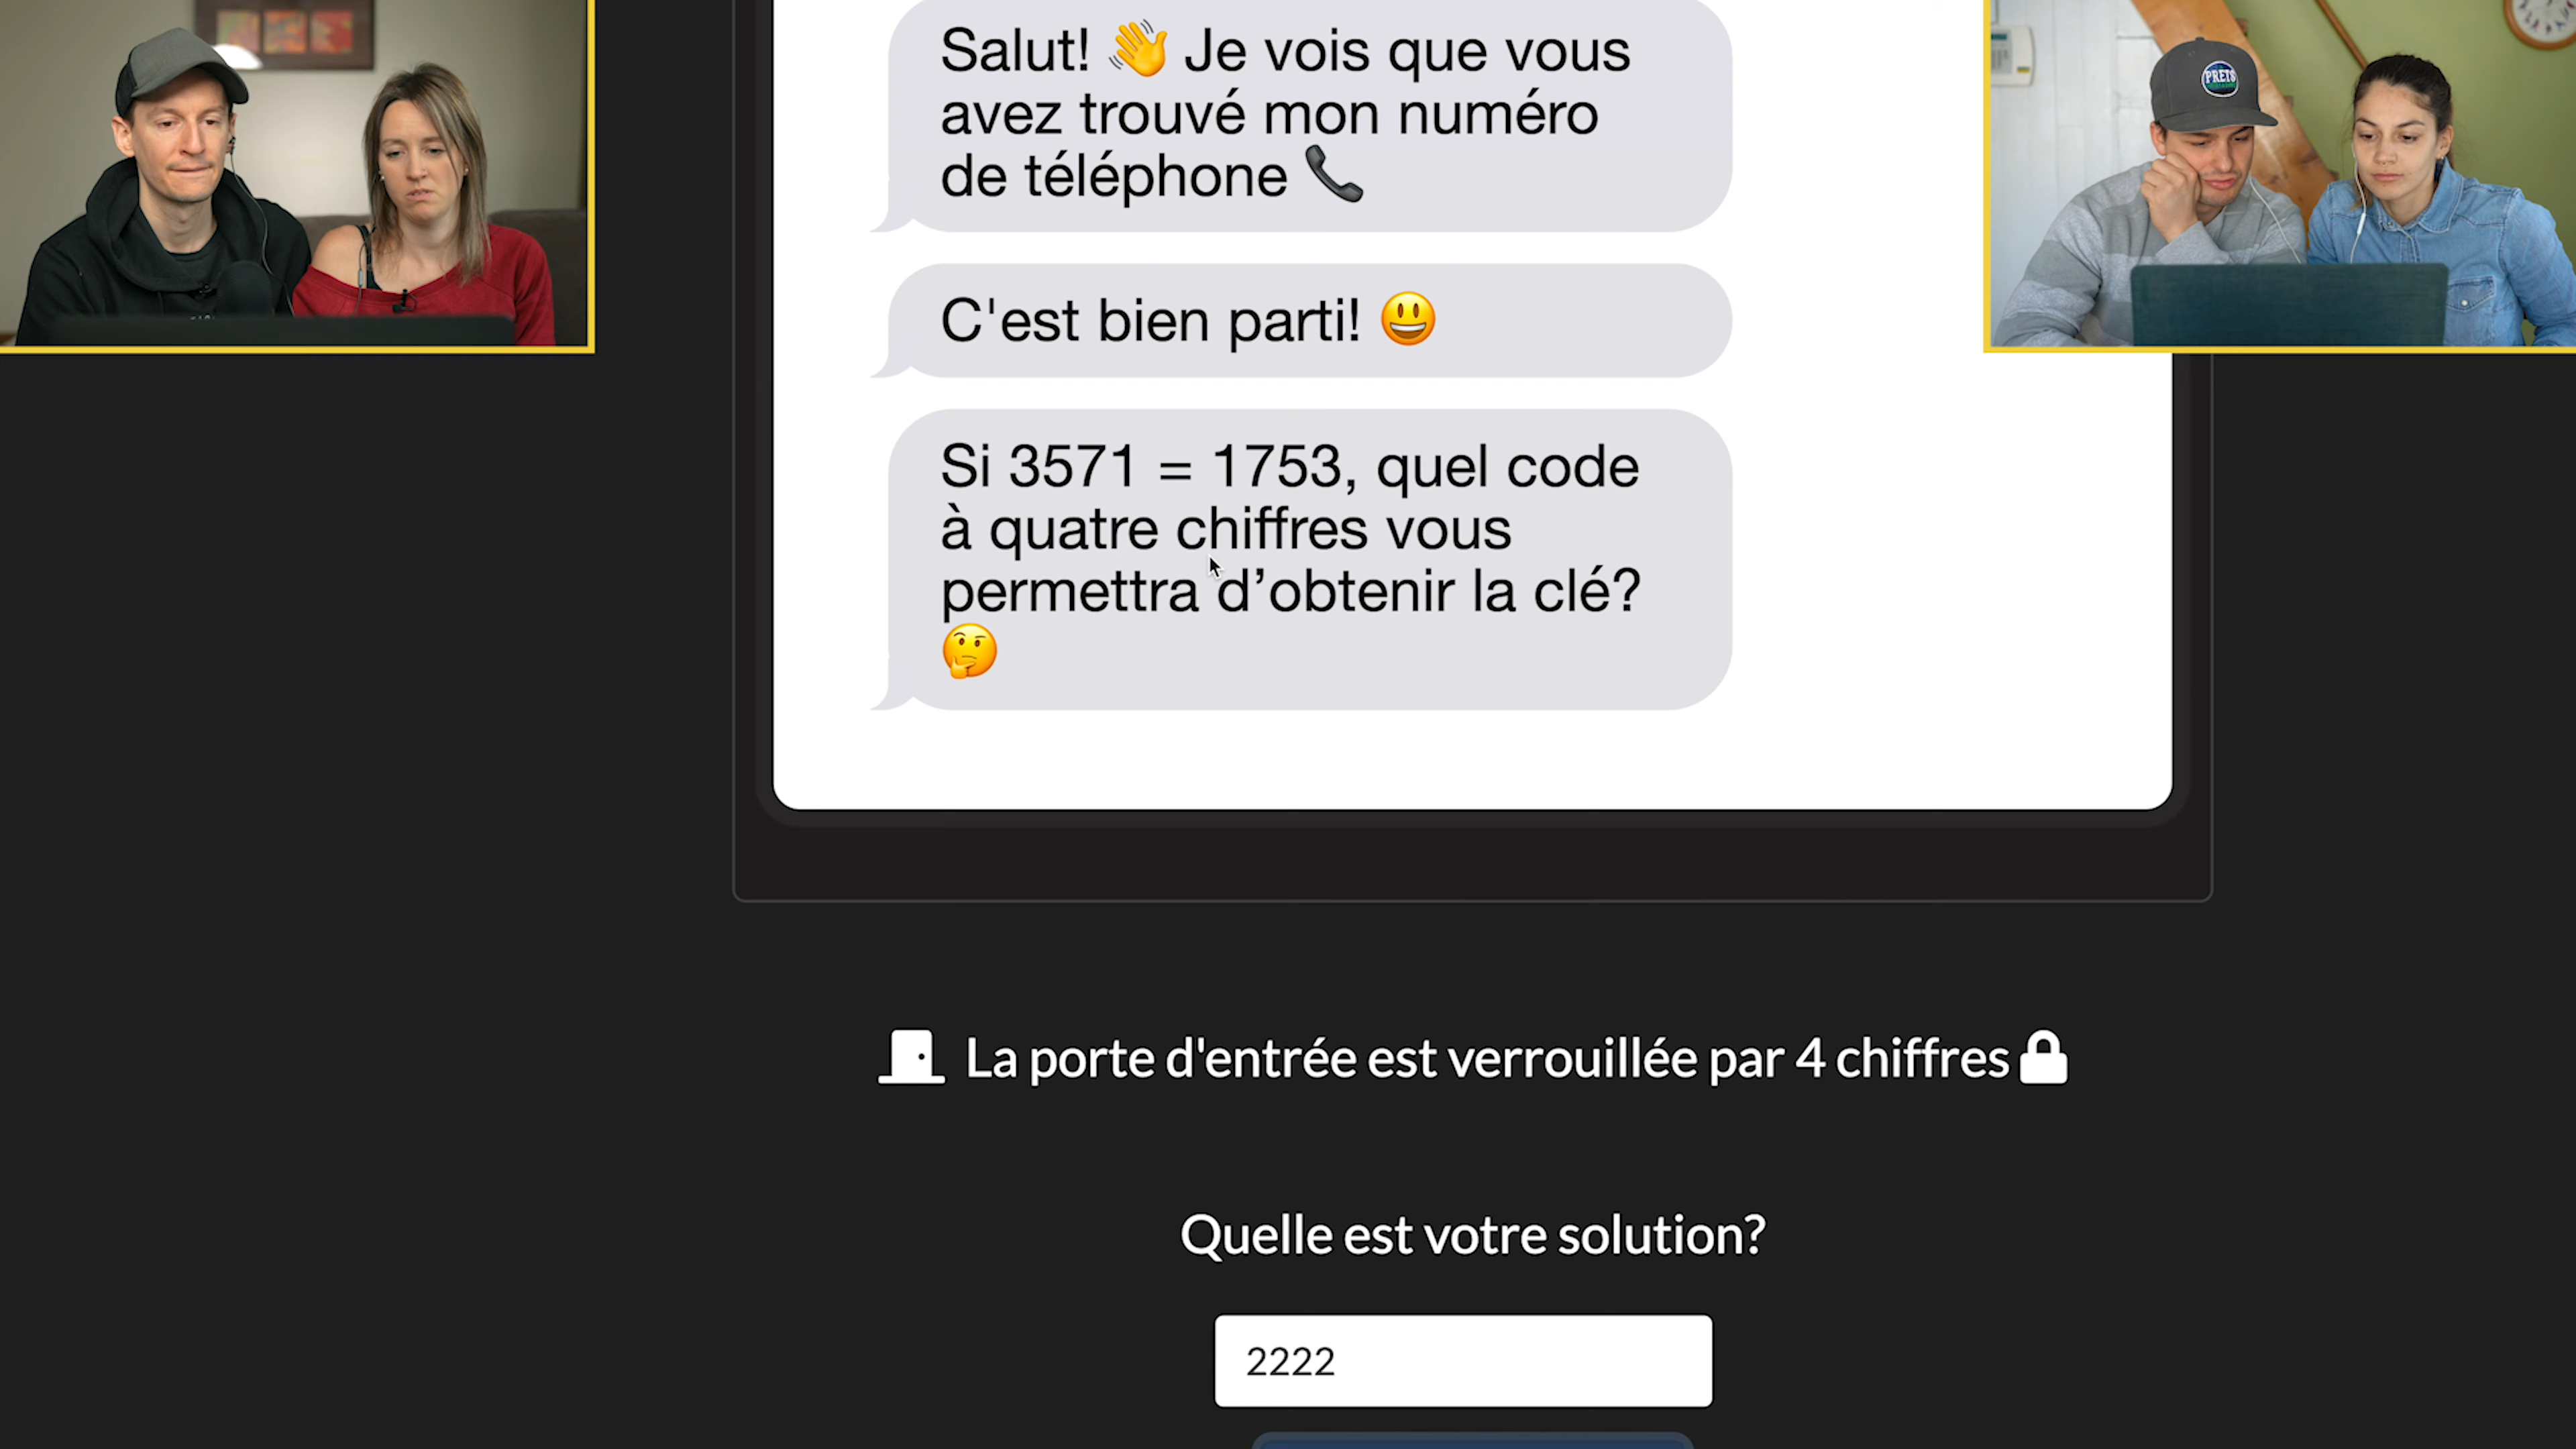 Salut! 👋 Je vois que vous
avez trouvé mon numéro
de téléphone 📞
PRETS
C'est bien parti! 😃
Si 3571 = 1753, quel code
à quatre chiffres vous
permettra d’obtenir la clé?
🤔
La porte d'entrée est verrouillée par 4 chiffres
Quelle est votre solution?
2222